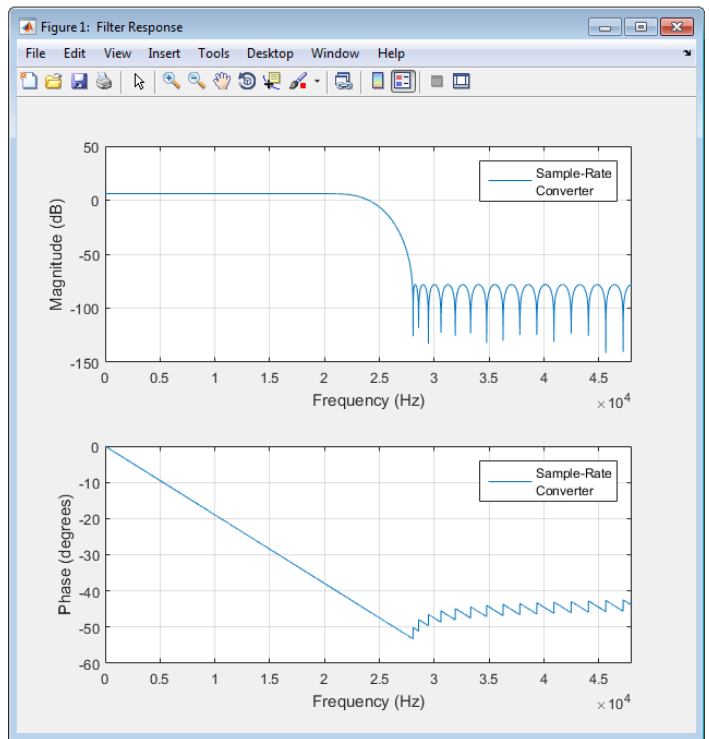 Figure 1: Filter Response
File Edit View Insert Tools Desktop Window Help
50
0
-50
-100
-150
Magnitude (dB)
Sample-Rate
Converter
0 0.5 1 1.5 2 2.5 3 3.5 4 4.5
Frequency (Hz)
×10^4
0
-10
-20
-30
-40
-50
-60
Phase (degrees)
Sample-Rate
Converter
0 0.5 1 1.5 2 2.5 3 3.5 4 4.5
Frequency (Hz)
×10^4